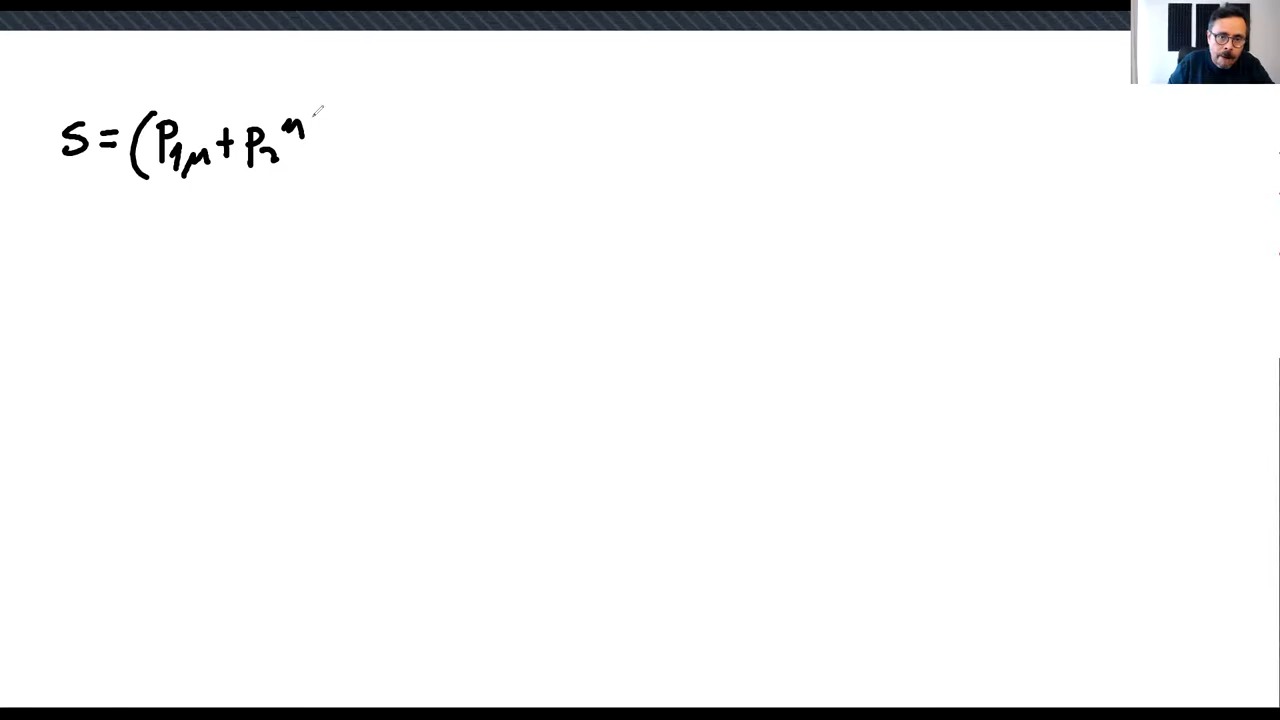 S = (P₁μ + P₂^μ